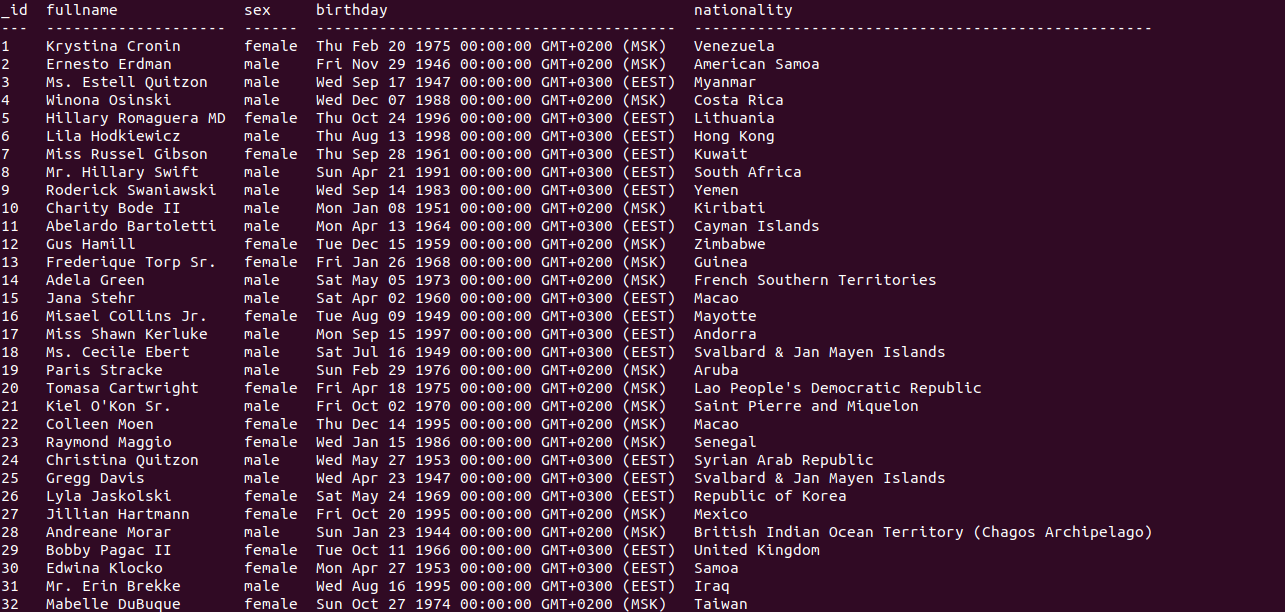 _id fullname sex birthday nationality
--- -------------------- ------ ---------------------------------------- ---------------------------------------------------
1 Krystina Cronin female Thu Feb 20 1975 00:00:00 GMT+0200 (MSK) Venezuela
2 Ernesto Erdman male Fri Nov 29 1946 00:00:00 GMT+0200 (MSK) American Samoa
3 Ms. Estell Quitzon male Wed Sep 17 1947 00:00:00 GMT+0300 (EEST) Myanmar
4 Winona Osinski male Wed Dec 07 1988 00:00:00 GMT+0200 (MSK) Costa Rica
5 Hillary Romaguera MD female Thu Oct 24 1996 00:00:00 GMT+0300 (EEST) Lithuania
6 Lila Hodkiewicz male Thu Aug 13 1998 00:00:00 GMT+0300 (EEST) Hong Kong
7 Miss Russel Gibson female Thu Sep 28 1961 00:00:00 GMT+0300 (EEST) Kuwait
8 Mr. Hillary Swift male Sun Apr 21 1991 00:00:00 GMT+0300 (EEST) South Africa
9 Roderick Swaniawski male Wed Sep 14 1983 00:00:00 GMT+0300 (EEST) Yemen
10 Charity Bode II male Mon Jan 08 1951 00:00:00 GMT+0200 (MSK) Kiribati
11 Abelardo Bartoletti male Mon Apr 13 1964 00:00:00 GMT+0300 (EEST) Cayman Islands
12 Gus Hamill female Tue Dec 15 1959 00:00:00 GMT+0200 (MSK) Zimbabwe
13 Frederique Torp Sr. female Fri Jan 26 1968 00:00:00 GMT+0200 (MSK) Guinea
14 Adela Green male Sat May 05 1973 00:00:00 GMT+0200 (MSK) French Southern Territories
15 Jana Stehr male Sat Apr 02 1960 00:00:00 GMT+0300 (EEST) Macao
16 Misael Collins Jr. female Tue Aug 09 1949 00:00:00 GMT+0300 (EEST) Mayotte
17 Miss Shawn Kerluke male Mon Sep 15 1997 00:00:00 GMT+0300 (EEST) Andorra
18 Ms. Cecile Ebert male Sat Jul 16 1949 00:00:00 GMT+0300 (EEST) Svalbard & Jan Mayen Islands
19 Paris Stracke male Sun Feb 29 1976 00:00:00 GMT+0200 (MSK) Aruba
20 Tomasa Cartwright female Fri Apr 18 1975 00:00:00 GMT+0200 (MSK) Lao People's Democratic Republic
21 Kiel O'Kon Sr. male Fri Oct 02 1970 00:00:00 GMT+0200 (MSK) Saint Pierre and Miquelon
22 Colleen Moen female Thu Dec 14 1995 00:00:00 GMT+0200 (MSK) Macao
23 Raymond Maggio female Wed Jan 15 1986 00:00:00 GMT+0200 (MSK) Senegal
24 Christina Quitzon male Wed May 27 1953 00:00:00 GMT+0300 (EEST) Syrian Arab Republic
25 Gregg Davis male Wed Apr 23 1947 00:00:00 GMT+0300 (EEST) Svalbard & Jan Mayen Islands
26 Lyla Jaskolski female Sat May 24 1969 00:00:00 GMT+0300 (EEST) Republic of Korea
27 Jillian Hartmann female Fri Oct 20 1995 00:00:00 GMT+0200 (MSK) Mexico
28 Andreane Morar male Sun Jan 23 1944 00:00:00 GMT+0200 (MSK) British Indian Ocean Territory (Chagos Archipelago)
29 Bobby Pagac II female Tue Oct 11 1966 00:00:00 GMT+0300 (EEST) United Kingdom
30 Edwina Klocko female Mon Apr 27 1953 00:00:00 GMT+0300 (EEST) Samoa
31 Mr. Erin Brekke male Wed Aug 16 1995 00:00:00 GMT+0300 (EEST) Iraq
32 Mabelle DuBuque female Sun Oct 27 1974 00:00:00 GMT+0200 (MSK) Taiwan